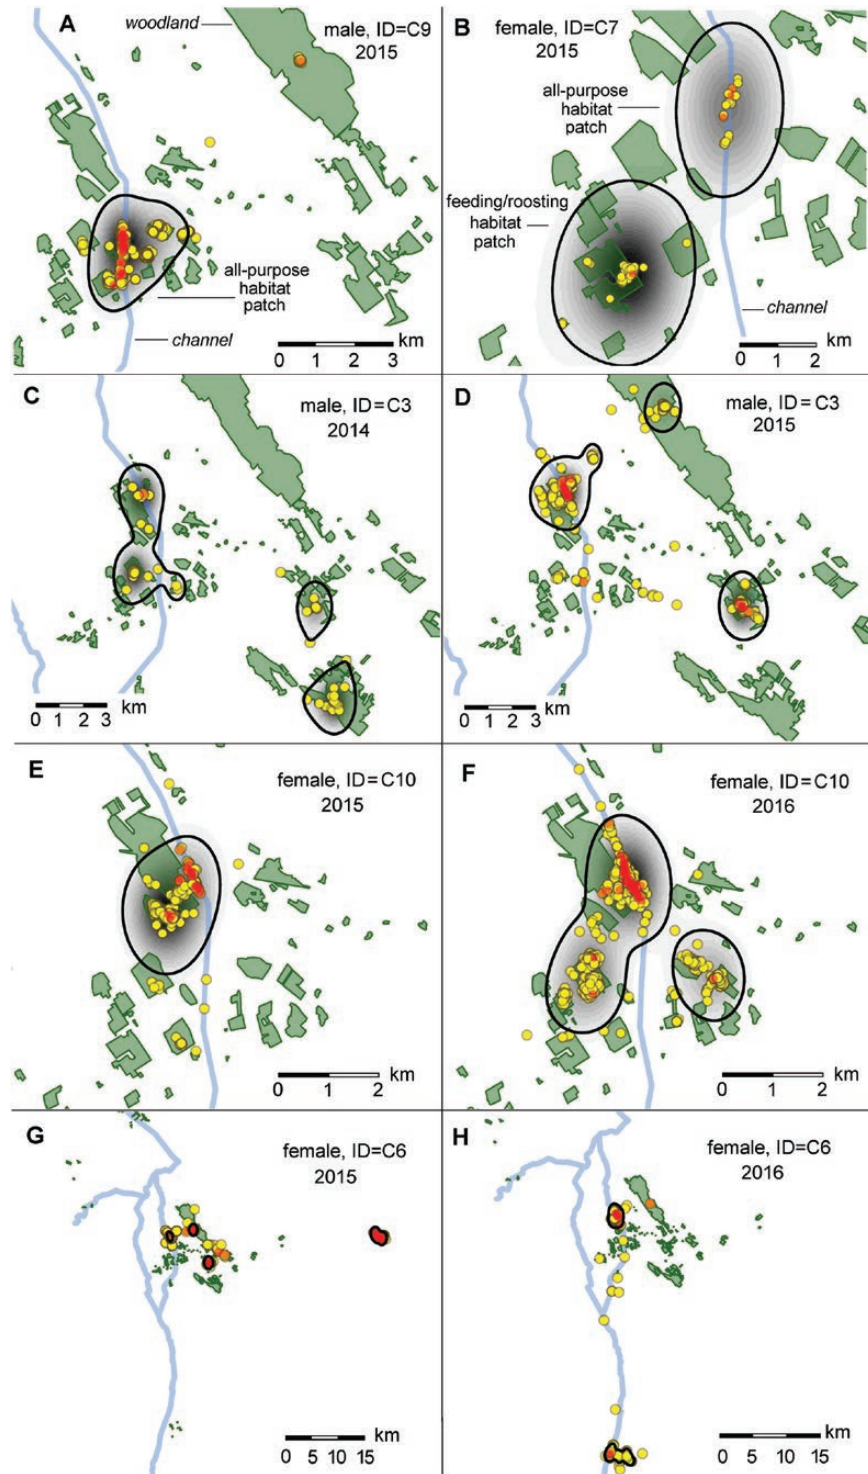 A
woodland
male, ID=C9
2015
all-purpose
habitat
patch
channel
km
0 1 2 3
B
female, ID=C7
2015
all-purpose
habitat
patch
feeding/roosting
habitat
patch
channel
km
0 1 2
C
male, ID=C3
2014
km
0 1 2 3
D
male, ID=C3
2015
km
0 1 2 3
E
female, ID=C10
2015
km
0 1 2
F
female, ID=C10
2016
km
0 1 2
G
female, ID=C6
2015
km
0 5 10 15
H
female, ID=C6
2016
km
0 5 10 15